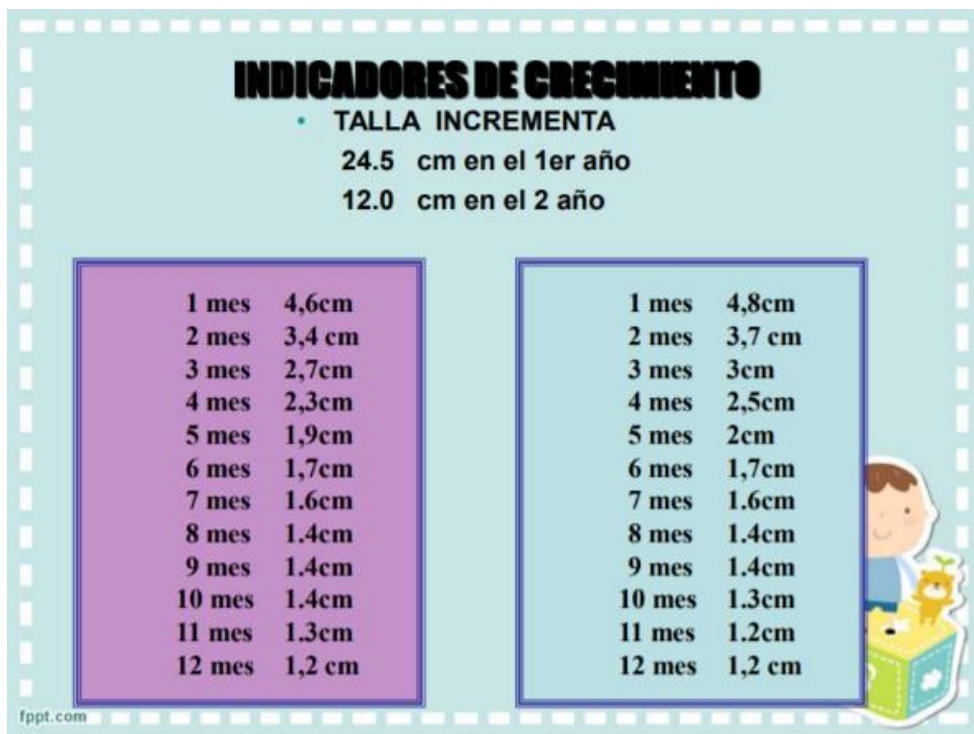 INDICADORES DE CRECIMIENTO
• TALLA INCREMENTA
24.5 cm en el 1er año
12.0 cm en el 2 año
1 mes 4,6cm
2 mes 3,4 cm
3 mes 2,7cm
4 mes 2,3cm
5 mes 1,9cm
6 mes 1,7cm
7 mes 1.6cm
8 mes 1.4cm
9 mes 1.4cm
10 mes 1.4cm
11 mes 1.3cm
12 mes 1,2 cm
1 mes 4,8cm
2 mes 3,7 cm
3 mes 3cm
4 mes 2,5cm
5 mes 2cm
6 mes 1,7cm
7 mes 1.6cm
8 mes 1.4cm
9 mes 1.4cm
10 mes 1.3cm
11 mes 1.2cm
12 mes 1,2 cm
fppt.com